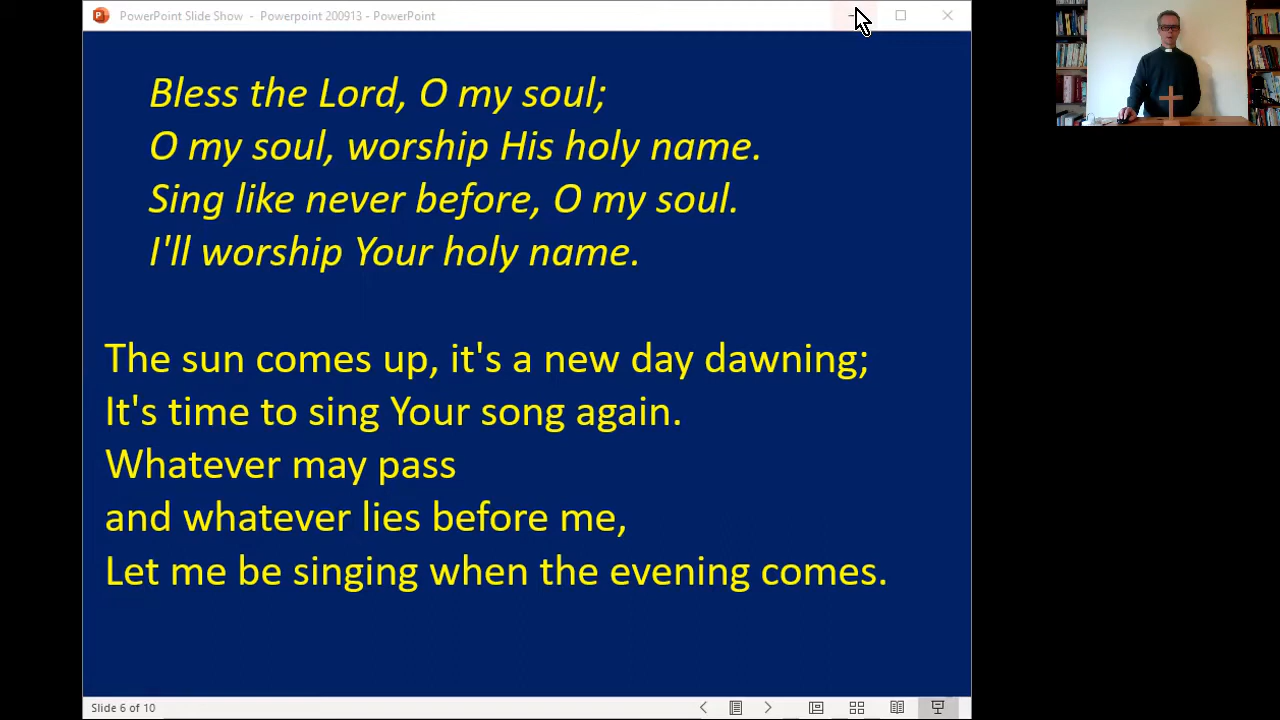 PowerPoint Slide Show - Powerpoint 200913 - PowerPoint
Bless the Lord, O my soul;
O my soul, worship His holy name.
Sing like never before, O my soul.
I'll worship Your holy name.
The sun comes up, it's a new day dawning;
It's time to sing Your song again.
Whatever may pass
and whatever lies before me,
Let me be singing when the evening comes.
Slide 6 of 10